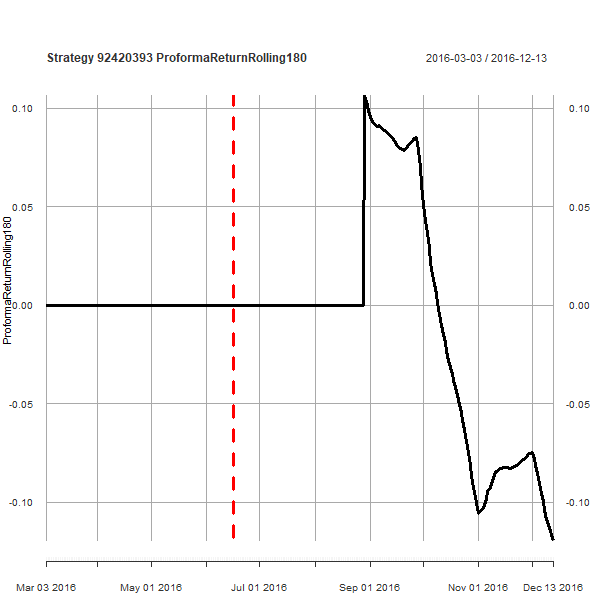 Strategy 92420393 ProformaReturnRolling180 2016-03-03 / 2016-12-13
ProformaReturnRolling180
0.10 0.10
0.05 0.05
0.00 0.00
-0.05 -0.05
-0.10 -0.10
Mar 03 2016 May 01 2016 Jul 01 2016 Sep 01 2016 Nov 01 2016 Dec 13 2016